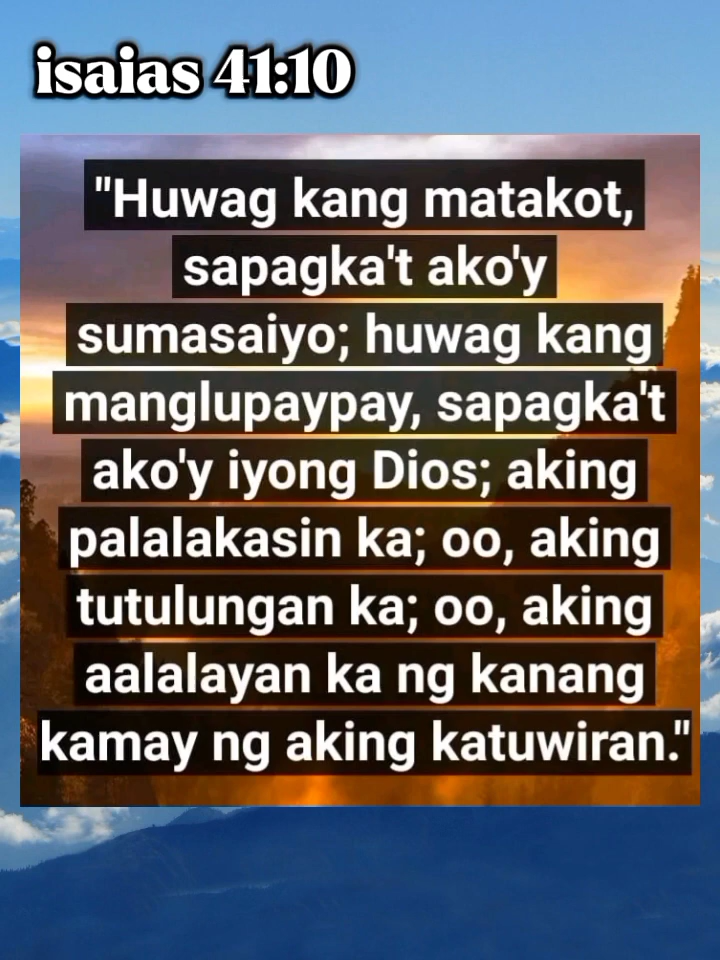 isaias 41:10
"Huwag kang matakot,
sapagka't ako'y
sumasaiyo; huwag kang
manglupaypay, sapagka't
ako'y iyong Dios; aking
palalakasin ka; oo, aking
tutulungan ka; oo, aking
aalalayan ka ng kanang
kamay ng aking katuwiran."